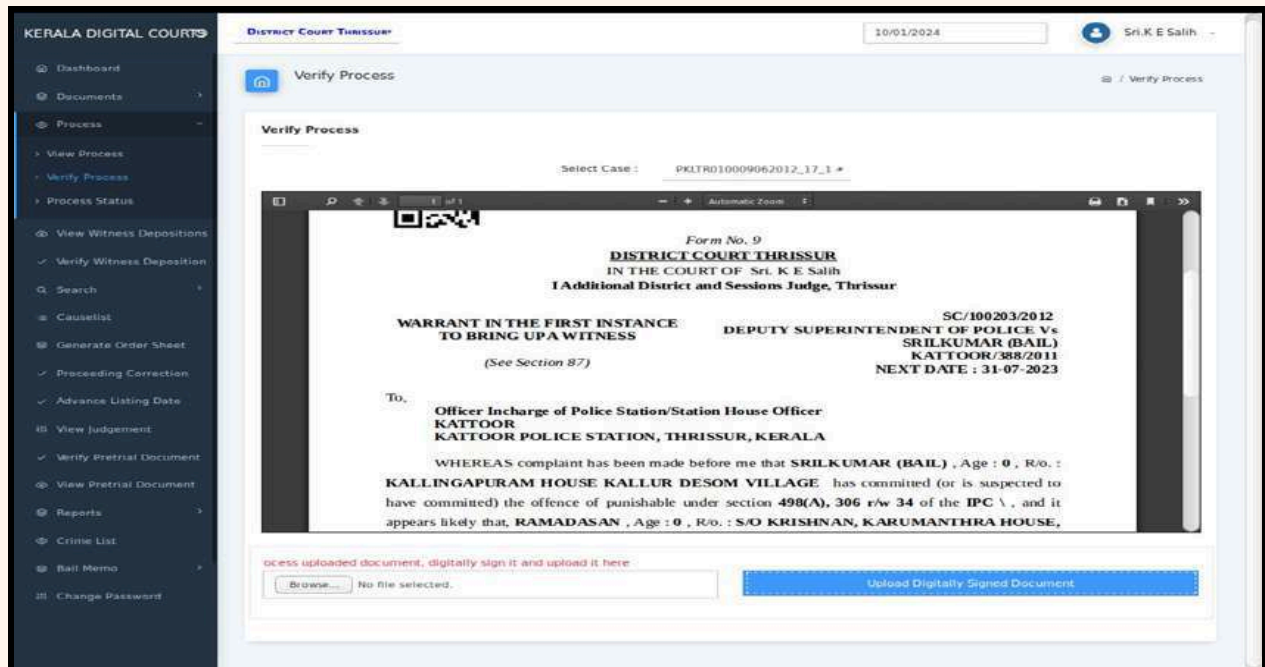 KERALA DIGITAL COURTS
DISTRICT COURT THRISSUR
10/01/2024
Sri.K E Salih
Dashboard
Documents
Process
View Process
Verify Process
Process Status
View Witness Depositions
Verify Witness Deposition
Search
Causelist
Generate Order Sheet
Proceeding Correction
Advance Listing Date
View Judgement
Verify Pretrial Document
View Pretrial Document
Reports
Crime List
Bail Memo
Change Password
Verify Process
/ Verify Process
Verify Process
Select Case : PKLTR010009062012_17_1
1 of 1
Automatic Zoom
Form No. 9
DISTRICT COURT THRISSUR
IN THE COURT OF Sri. K E Salih
I Additional District and Sessions Judge, Thrissur
WARRANT IN THE FIRST INSTANCE
TO BRING UP A WITNESS
(See Section 87)
SC/100203/2012
DEPUTY SUPERINTENDENT OF POLICE Vs
SRILKUMAR (BAIL)
KATTOOR/388/2011
NEXT DATE : 31-07-2023
To,
Officer Incharge of Police Station/Station House Officer
KATTOOR
KATTOOR POLICE STATION, THRISSUR, KERALA
WHEREAS complaint has been made before me that SRILKUMAR (BAIL) , Age : 0 , R/o. :
KALLINGAPURAM HOUSE KALLUR DESOM VILLAGE has committed (or is suspected to
have committed) the offence of punishable under section 498(A), 306 r/w 34 of the IPC \ , and it
appears likely that, RAMADASAN , Age : 0 , R/o. : S/O KRISHNAN, KARUMANTHRA HOUSE,
ocess uploaded document, digitally sign it and upload it here
Browse... No file selected.
Upload Digitally Signed Document